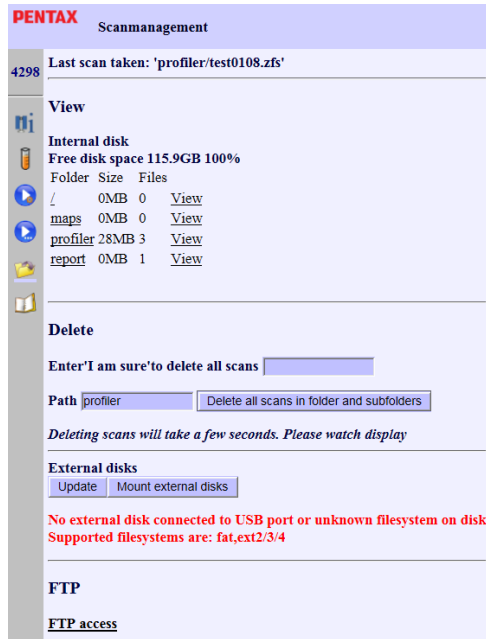 PENTAX
Scanmanagement
4298
Last scan taken: 'profiler/test0108.zfs'
View
Internal disk
Free disk space 115.9GB 100%
Folder Size Files
/ 0MB 0 View
maps 0MB 0 View
profiler 28MB 3 View
report 0MB 1 View
Delete
Enter'I am sure'to delete all scans
Path profiler Delete all scans in folder and subfolders
Deleting scans will take a few seconds. Please watch display
External disks
Update Mount external disks
No external disk connected to USB port or unknown filesystem on disk
Supported filesystems are: fat,ext2/3/4
FTP
FTP access